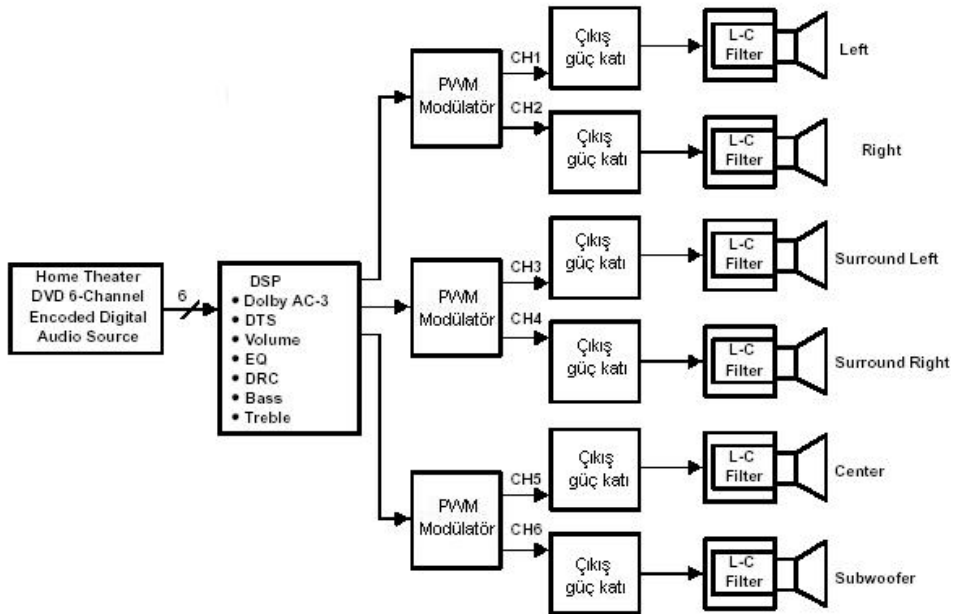 Home Theater
DVD 6-Channel
Encoded Digital
Audio Source
6
DSP
• Dolby AC-3
• DTS
• Volume
• EQ
• DRC
• Bass
• Treble
PWM
Modülatör
CH1
CH2
Çıkış
güç katı
L-C
Filter
Left
Çıkış
güç katı
L-C
Filter
Right
PWM
Modülatör
CH3
CH4
Çıkış
güç katı
L-C
Filter
Surround Left
Çıkış
güç katı
L-C
Filter
Surround Right
PWM
Modülatör
CH5
CH6
Çıkış
güç katı
L-C
Filter
Center
Çıkış
güç katı
L-C
Filter
Subwoofer